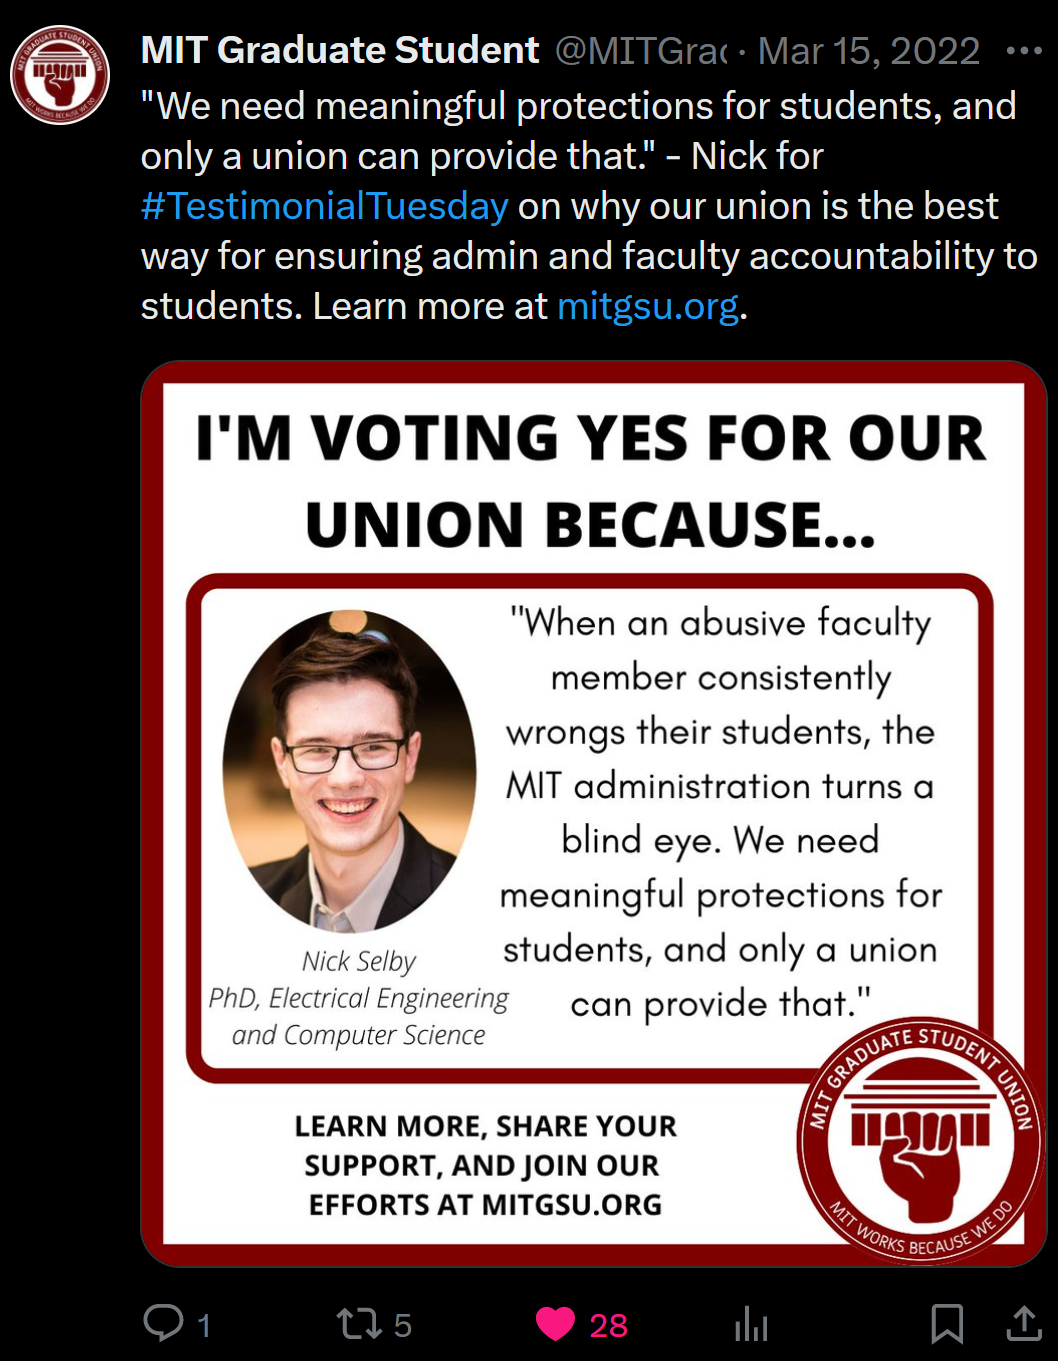 MIT Graduate Student @MITGrac · Mar 15, 2022
"We need meaningful protections for students, and
only a union can provide that." - Nick for
#TestimonialTuesday on why our union is the best
way for ensuring admin and faculty accountability to
students. Learn more at mitgsu.org.
I'M VOTING YES FOR OUR
UNION BECAUSE...
"When an abusive faculty
member consistently
wrongs their students, the
MIT administration turns a
blind eye. We need
meaningful protections for
students, and only a union
can provide that."
Nick Selby
PhD, Electrical Engineering
and Computer Science
LEARN MORE, SHARE YOUR
SUPPORT, AND JOIN OUR
EFFORTS AT MITGSU.ORG
MIT GRADUATE STUDENT UNION
MIT WORKS BECAUSE WE DO
1 5 28